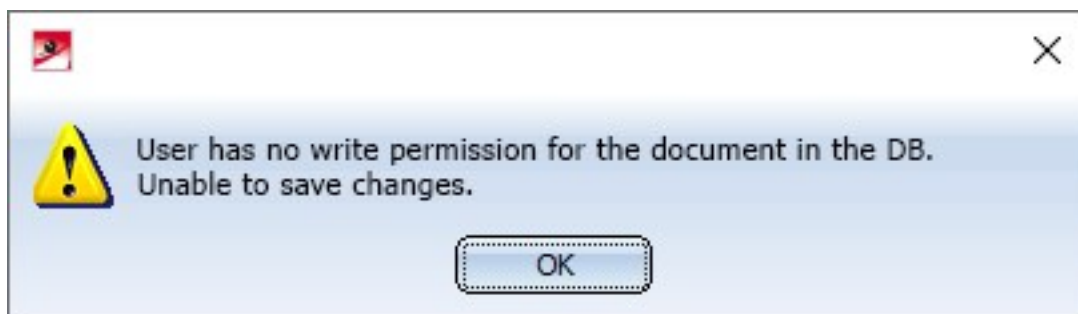 User has no write permission for the document in the DB.
Unable to save changes.
OK